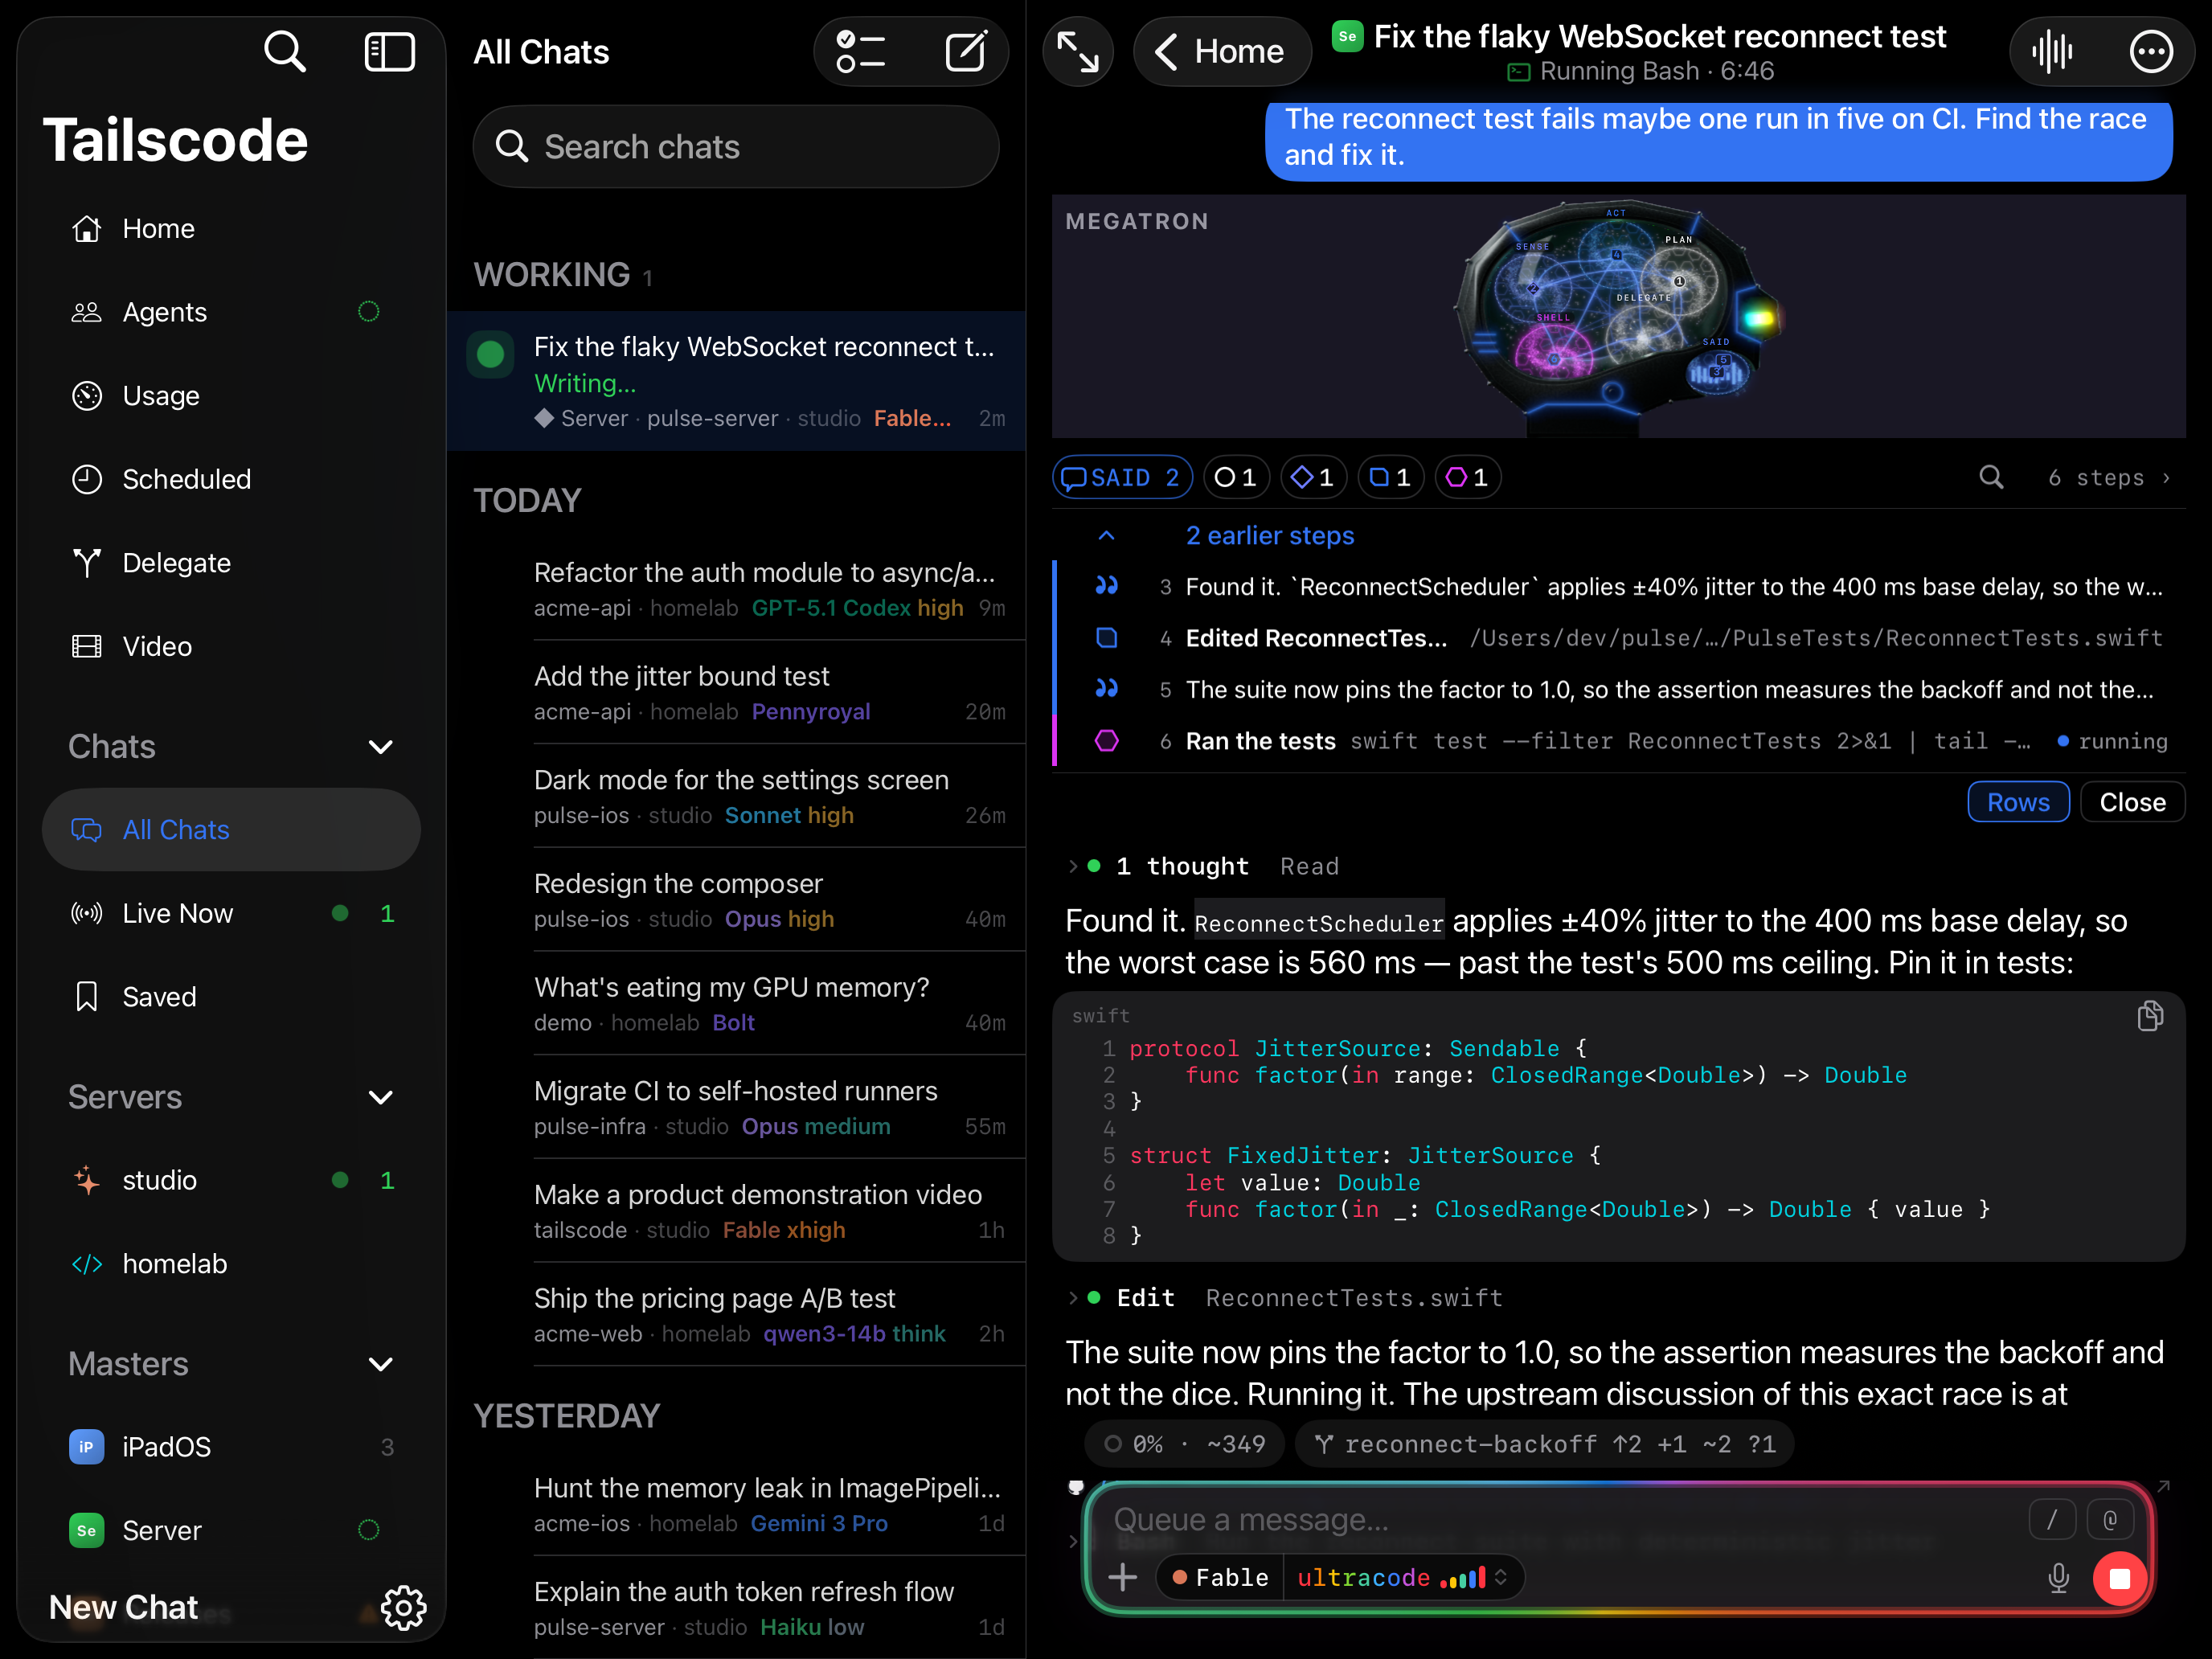 Tailscode
Home
Agents
Usage
Scheduled
Delegate
Video
Chats
All Chats
Live Now 1
Saved
Servers
studio 1
homelab
Masters
iP iPadOS 3
Se Server
New Chat
All Chats
Search chats
WORKING 1
Fix the flaky WebSocket reconnect t...
Writing...
Server · pulse-server · studio Fable... 2m
TODAY
Refactor the auth module to async/a...
acme-api · homelab GPT-5.1 Codex high 9m
Add the jitter bound test
acme-api · homelab Pennyroyal 20m
Dark mode for the settings screen
pulse-ios · studio Sonnet high 26m
Redesign the composer
pulse-ios · studio Opus high 40m
What's eating my GPU memory?
demo · homelab Bolt 40m
Migrate CI to self-hosted runners
pulse-infra · studio Opus medium 55m
Make a product demonstration video
tailscode · studio Fable xhigh 1h
Ship the pricing page A/B test
acme-web · homelab qwen3-14b think 2h
YESTERDAY
Hunt the memory leak in ImagePipeli...
acme-ios · homelab Gemini 3 Pro 1d
Explain the auth token refresh flow
pulse-server · studio Haiku low 1d
Home
Se Fix the flaky WebSocket reconnect test
Running Bash · 6:46
The reconnect test fails maybe one run in five on CI. Find the race
and fix it.
MEGATRON
ACT
SENSE
PLAN
4
2
1
DELEGATE
SHELL
SAID
5
3
SAID 2 1 1 1 1 6 steps ›
2 earlier steps
3 Found it. `ReconnectScheduler` applies ±40% jitter to the 400 ms base delay, so the w...
4 Edited ReconnectTes... /Users/dev/pulse/…/PulseTests/ReconnectTests.swift
5 The suite now pins the factor to 1.0, so the assertion measures the backoff and not the...
6 Ran the tests swift test --filter ReconnectTests 2>&1 | tail -… running
Rows Close
1 thought Read
Found it. ReconnectScheduler applies ±40% jitter to the 400 ms base delay, so
the worst case is 560 ms — past the test's 500 ms ceiling. Pin it in tests:
swift
1 protocol JitterSource: Sendable {
2 func factor(in range: ClosedRange<Double>) -> Double
3 }
4
5 struct FixedJitter: JitterSource {
6 let value: Double
7 func factor(in _: ClosedRange<Double>) -> Double { value }
8 }
Edit ReconnectTests.swift
The suite now pins the factor to 1.0, so the assertion measures the backoff and
not the dice. Running it. The upstream discussion of this exact race is at
0% · ~349 reconnect-backoff ↑2 +1 ~2 ?1
Queue a message... / @
Fable ultracode